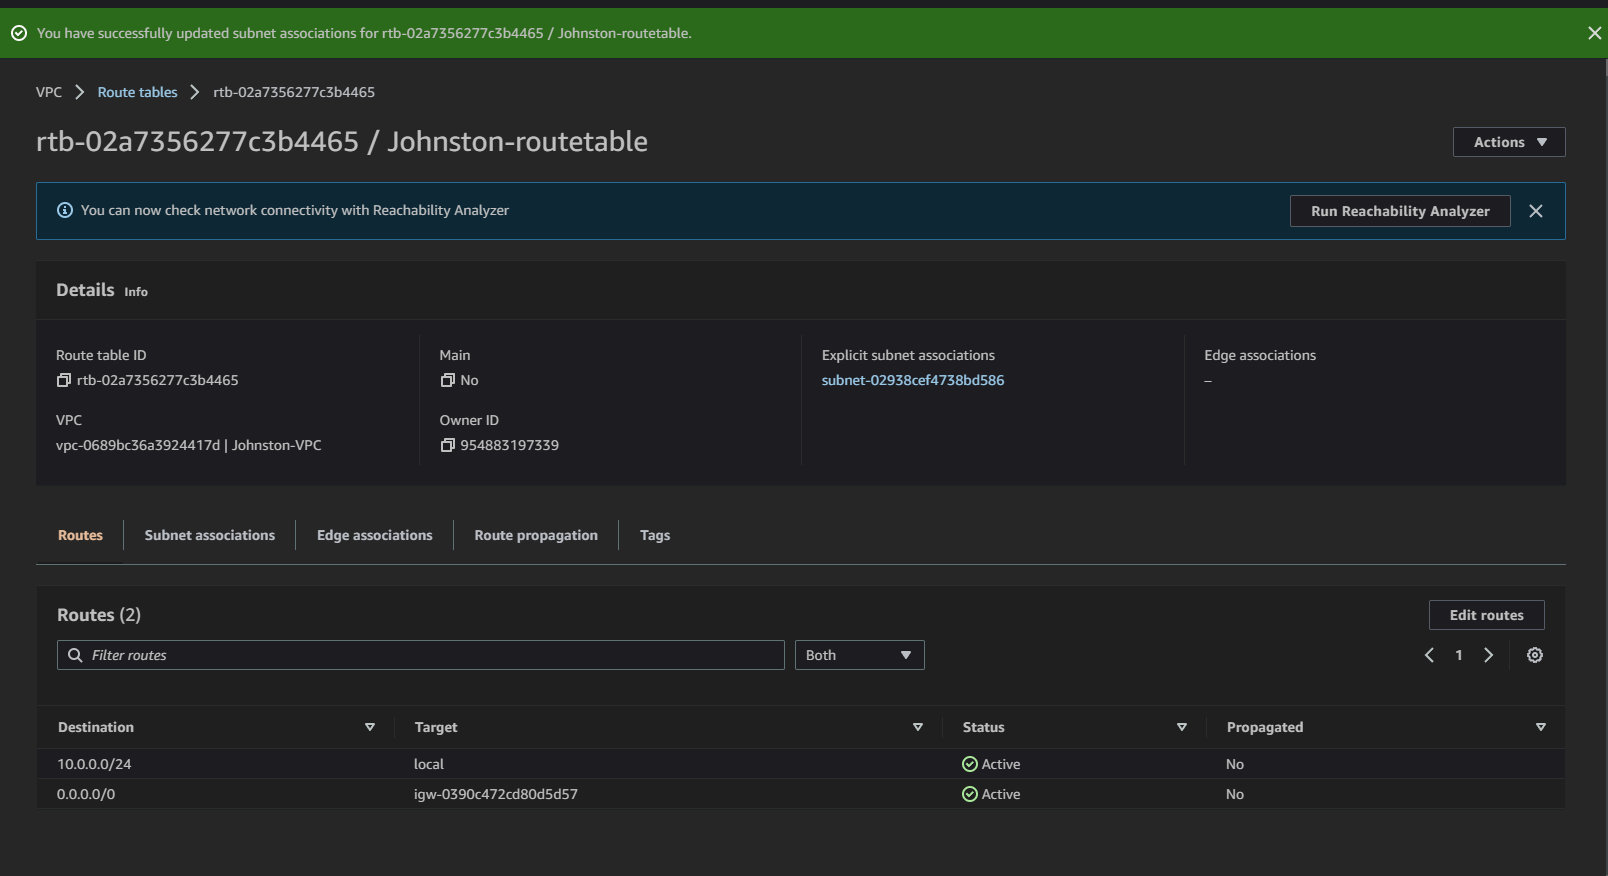 You have successfully updated subnet associations for rtb-02a7356277c3b4465 / Johnston-routetable.
VPC Route tables rtb-02a7356277c3b4465
rtb-02a7356277c3b4465 / Johnston-routetable
Actions
You can now check network connectivity with Reachability Analyzer
Run Reachability Analyzer
Details Info
Route table ID
rtb-02a7356277c3b4465
VPC
vpc-0689bc36a3924417d | Johnston-VPC
Main
No
Owner ID
954883197339
Explicit subnet associations
subnet-02938cef4738bd586
Edge associations
–
Routes Subnet associations Edge associations Route propagation Tags
Routes (2)
Edit routes
Filter routes
Both
1
Destination Target Status Propagated
10.0.0.0/24 local Active No
0.0.0.0/0 igw-0390c472cd80d5d57 Active No